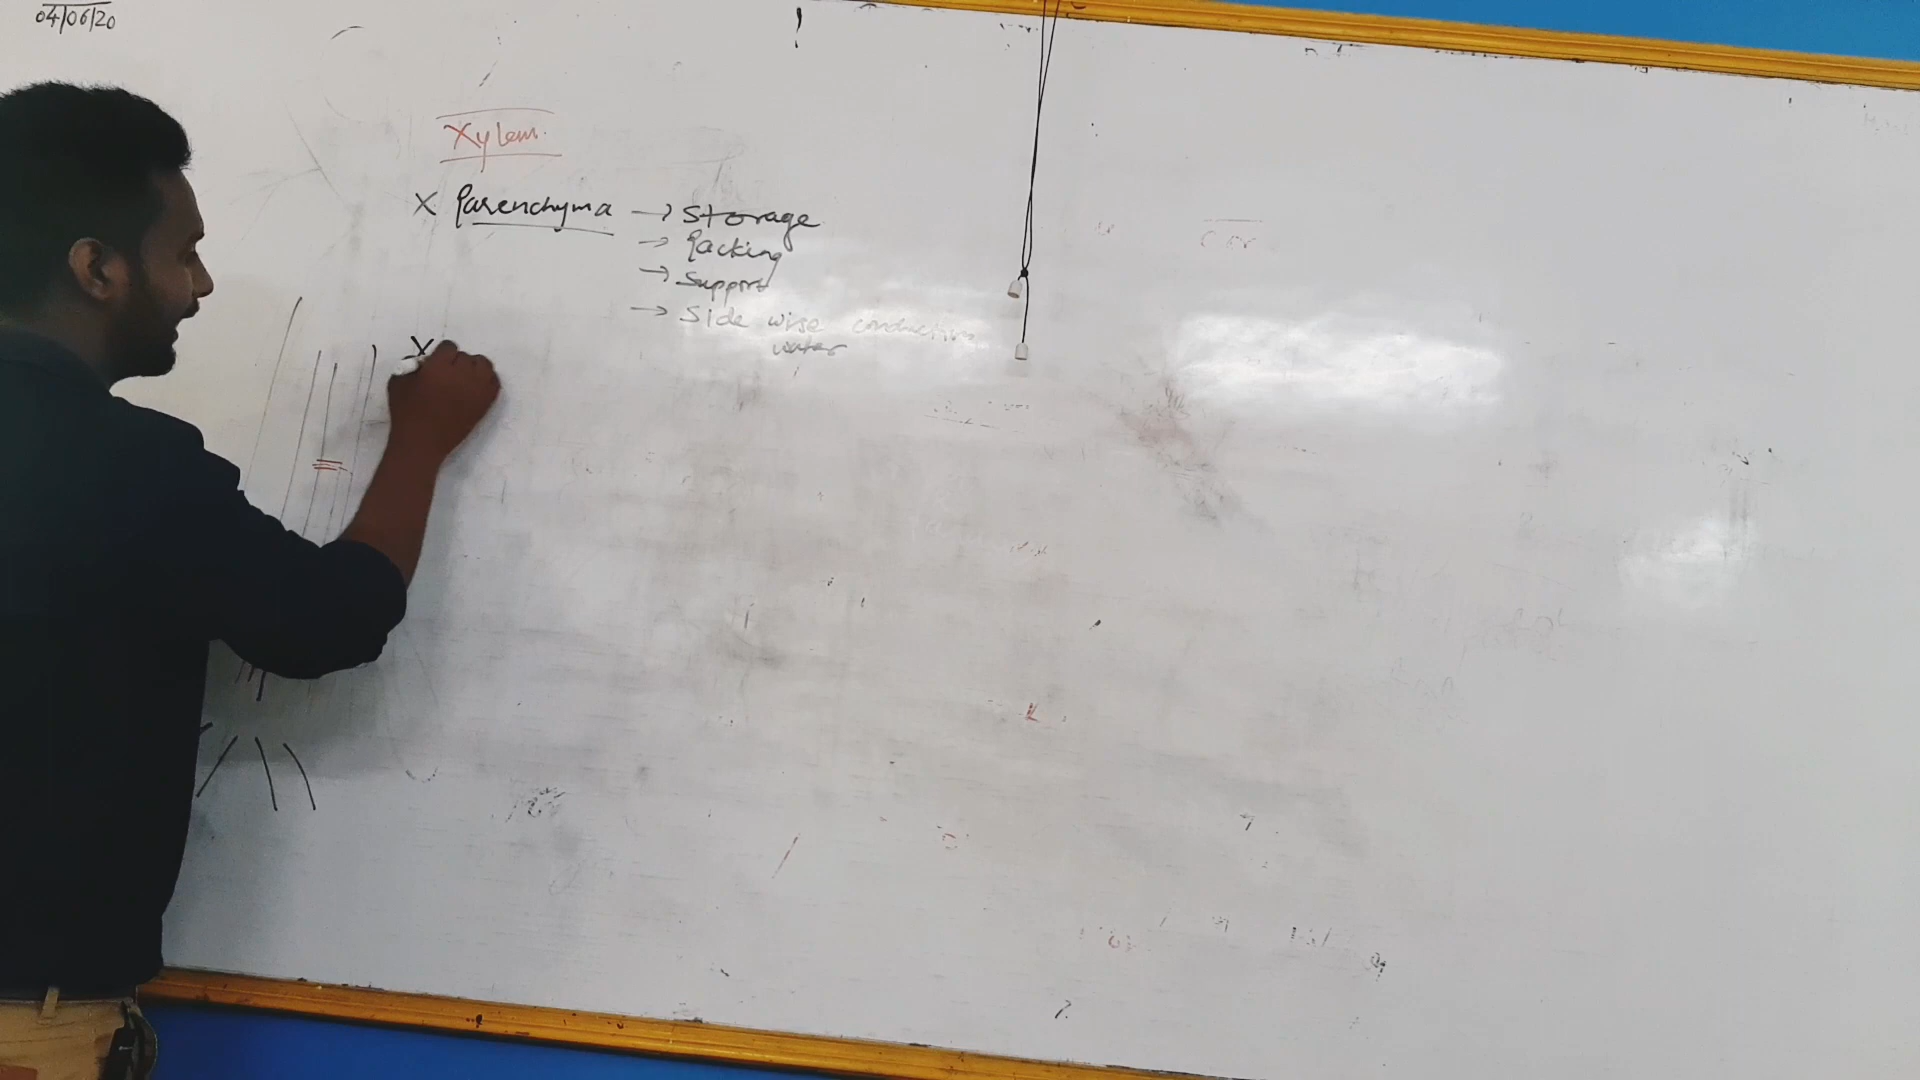 04/06/20
Xylem.
X Parenchyma → Storage
→ Packing
→ Support
→ Side wise conduction
water
X